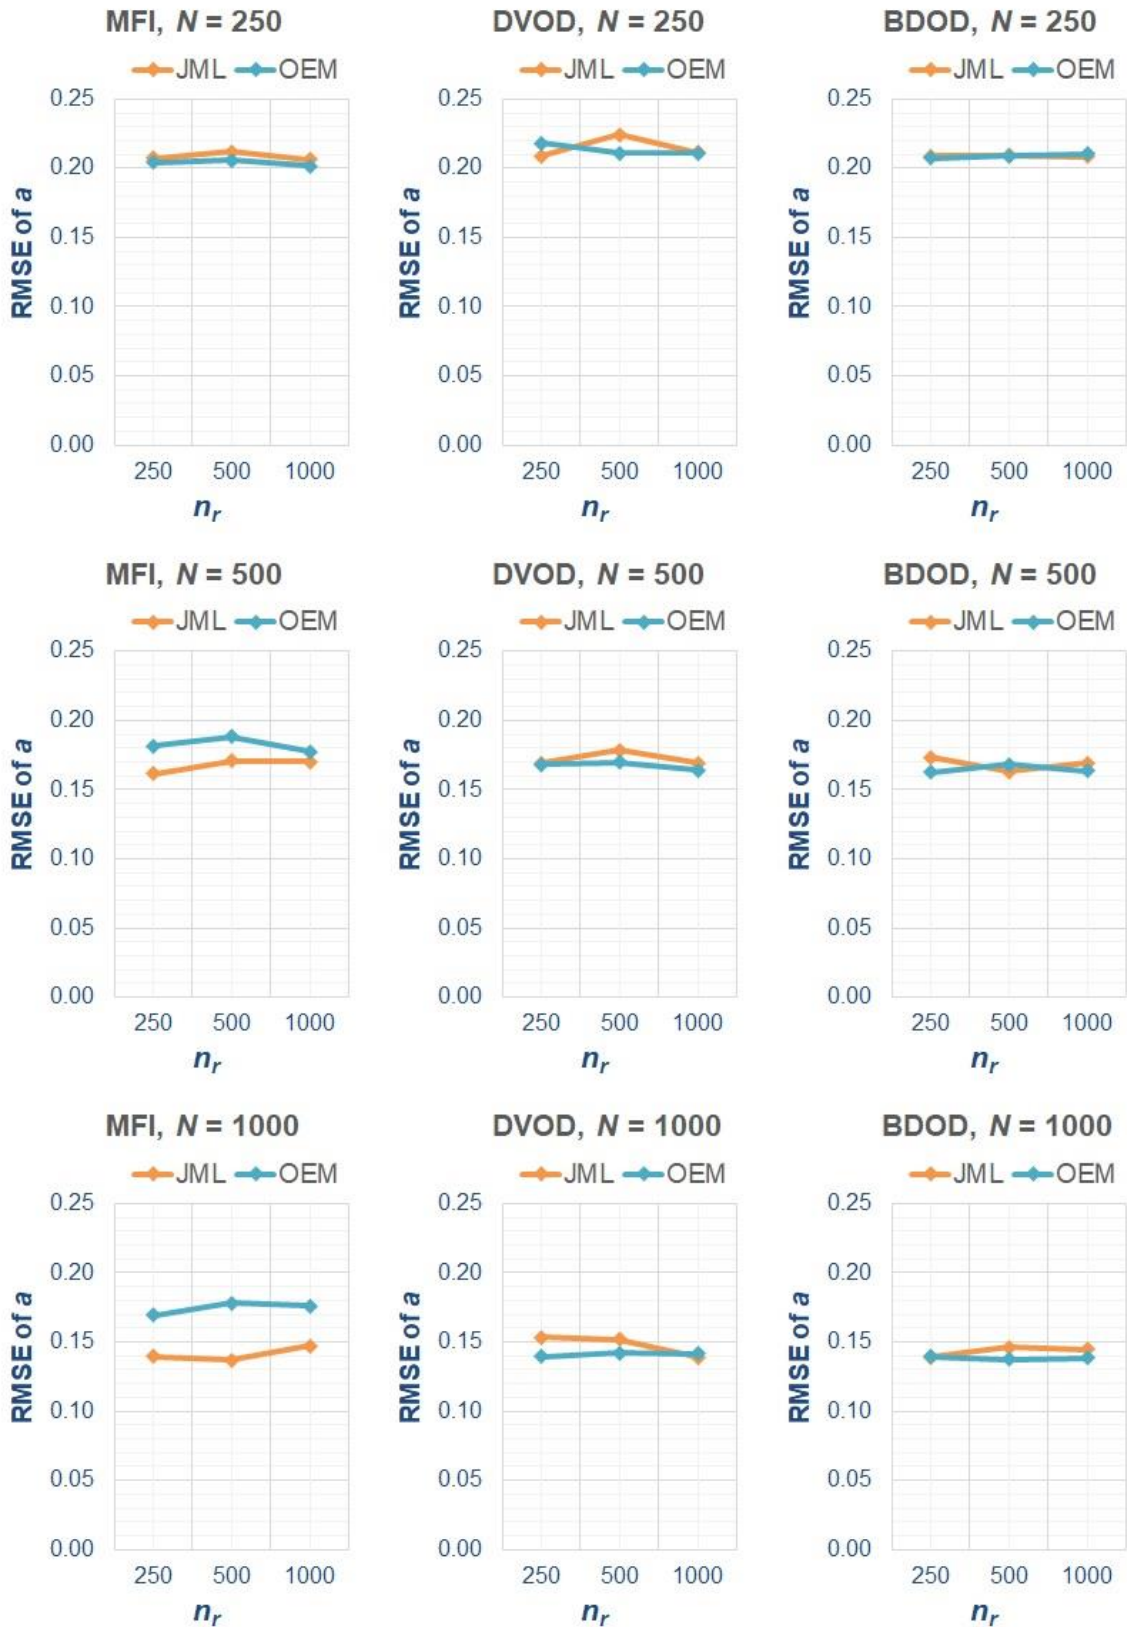 MFI, N = 250
JML OEM
0.25
0.20
0.15
0.10
0.05
0.00
RMSE of a
250 500 1000
nr
DVOD, N = 250
JML OEM
0.25
0.20
0.15
0.10
0.05
0.00
RMSE of a
250 500 1000
nr
BDOD, N = 250
JML OEM
0.25
0.20
0.15
0.10
0.05
0.00
RMSE of a
250 500 1000
nr
MFI, N = 500
JML OEM
0.25
0.20
0.15
0.10
0.05
0.00
RMSE of a
250 500 1000
nr
DVOD, N = 500
JML OEM
0.25
0.20
0.15
0.10
0.05
0.00
RMSE of a
250 500 1000
nr
BDOD, N = 500
JML OEM
0.25
0.20
0.15
0.10
0.05
0.00
RMSE of a
250 500 1000
nr
MFI, N = 1000
JML OEM
0.25
0.20
0.15
0.10
0.05
0.00
RMSE of a
250 500 1000
nr
DVOD, N = 1000
JML OEM
0.25
0.20
0.15
0.10
0.05
0.00
RMSE of a
250 500 1000
nr
BDOD, N = 1000
JML OEM
0.25
0.20
0.15
0.10
0.05
0.00
RMSE of a
250 500 1000
nr